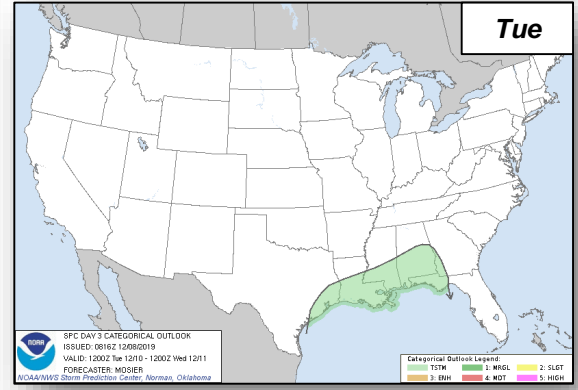 Tue
SPC DAY 3 CATEGORICAL OUTLOOK
ISSUED: 0816Z 12/08/2019
VALID: 1200Z Tue 12/10 - 1200Z Wed 12/11
FORECASTER: MOSIER
NOAA/NWS Storm Prediction Center, Norman, Oklahoma
NOAA
Categorical Outlook Legend:
TSTM 1: MRGL 2: SLGT
3: ENH 4: MDT 5: HIGH